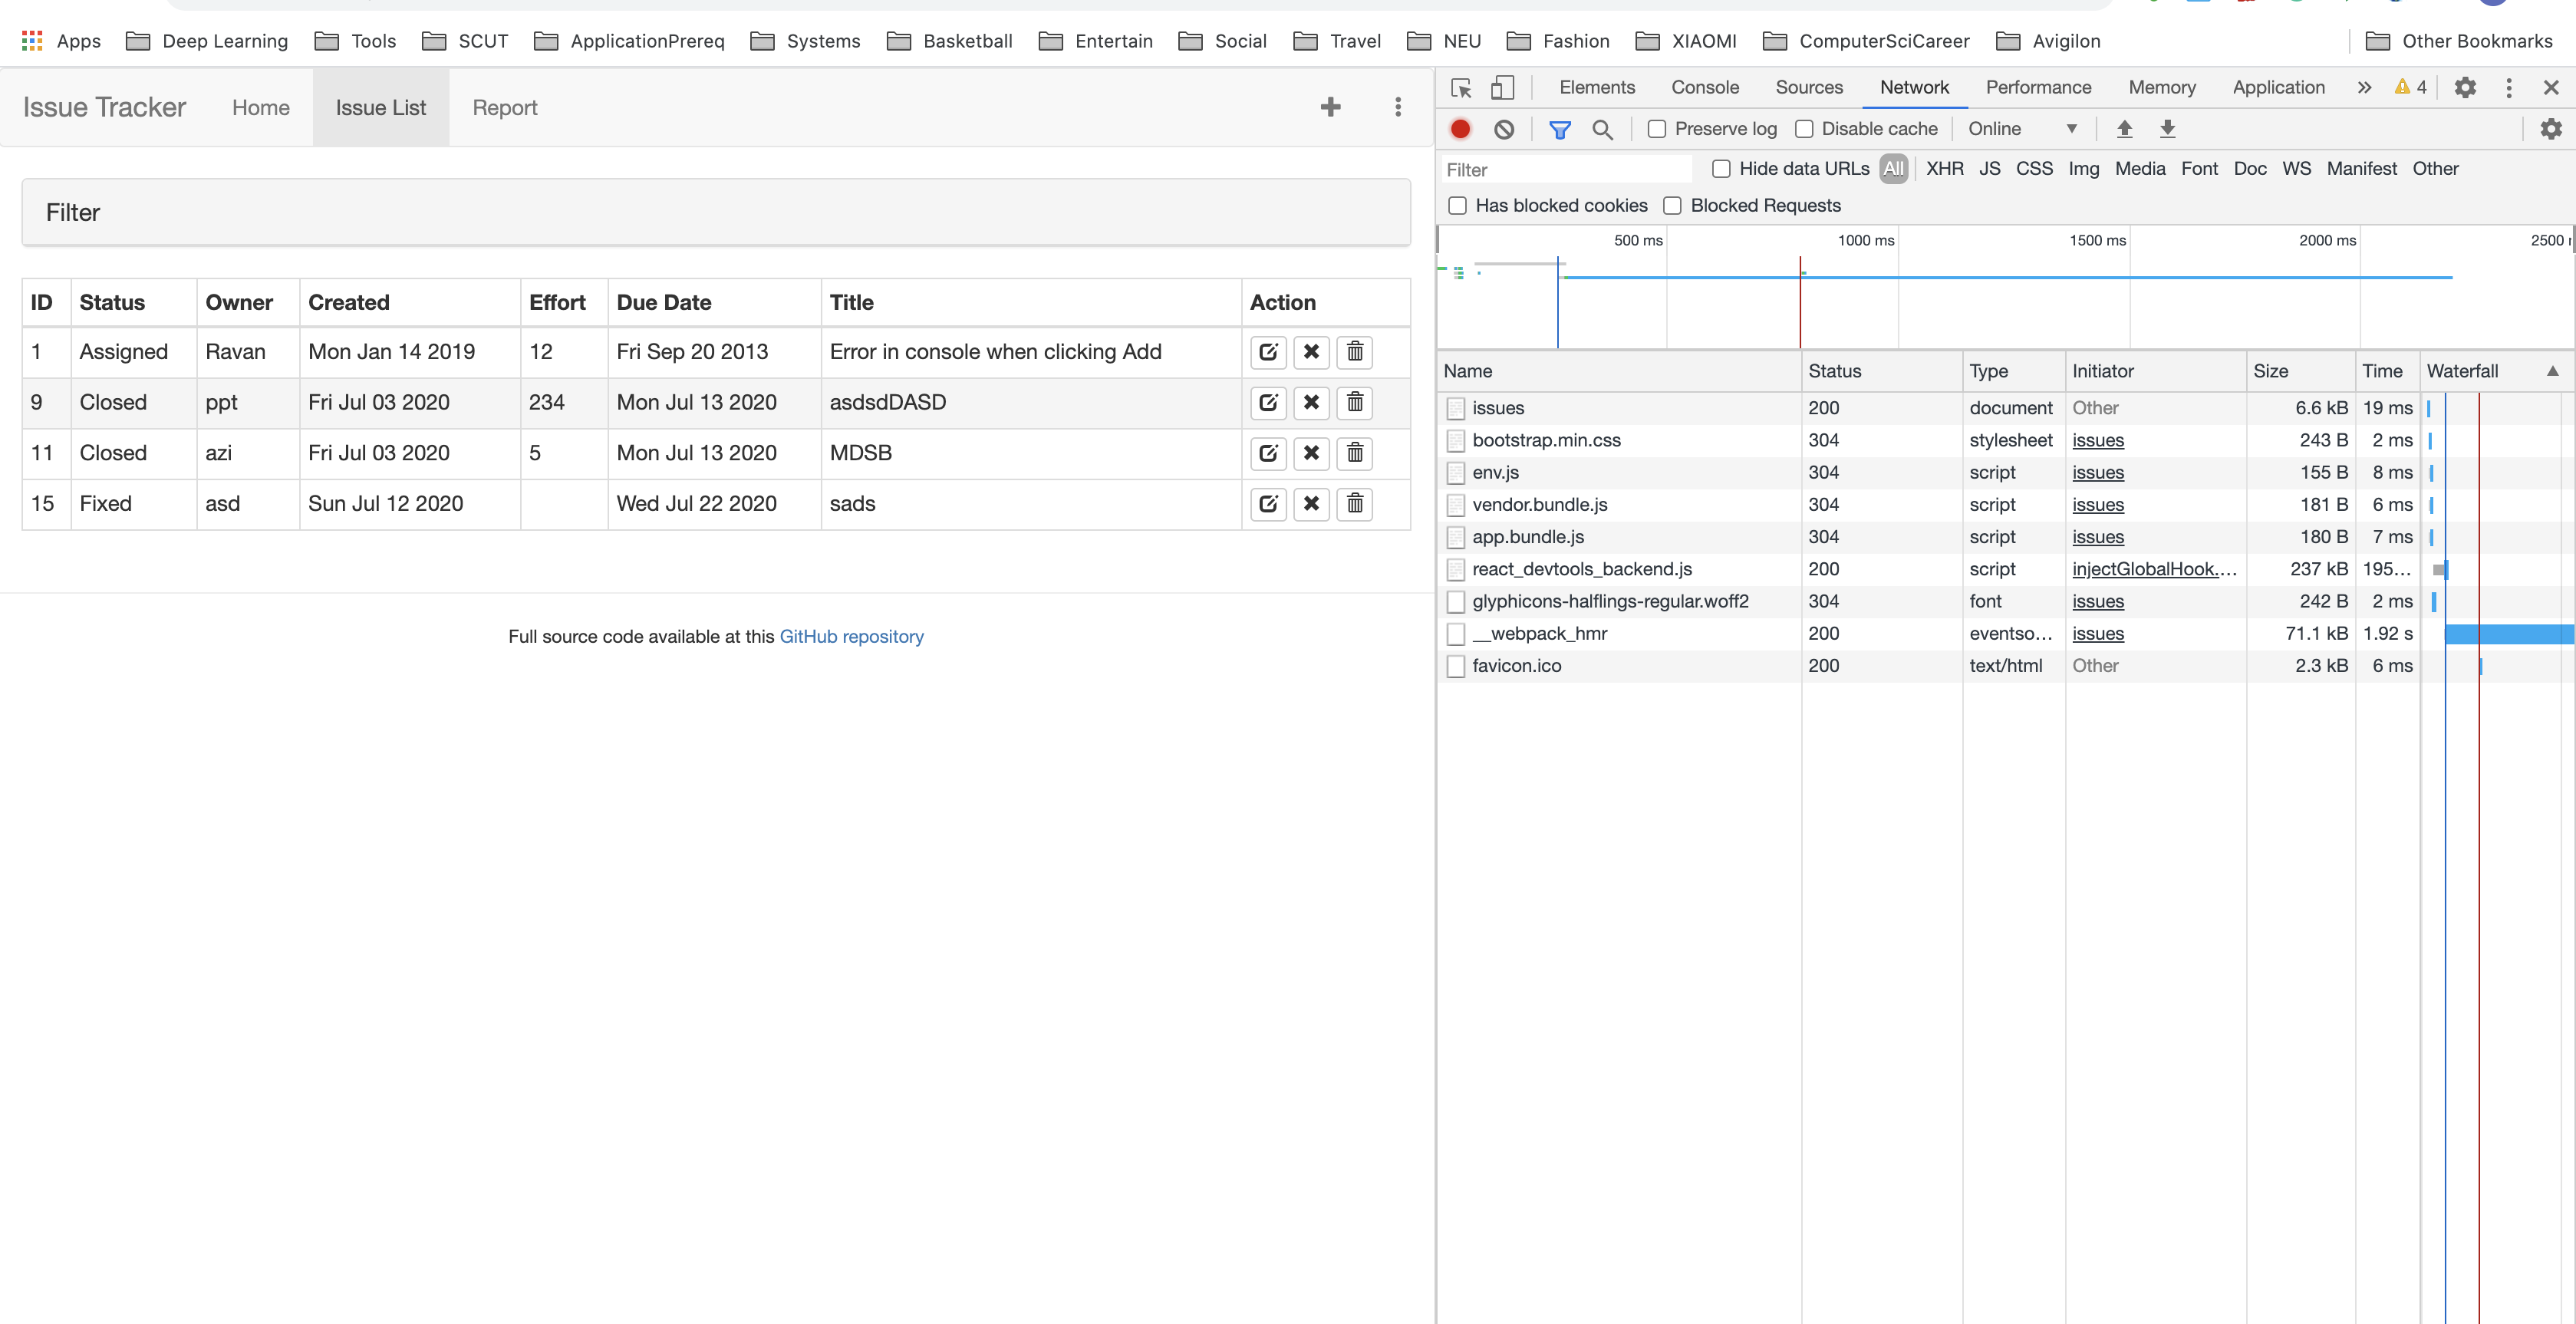 Apps Deep Learning Tools SCUT ApplicationPrereq Systems Basketball Entertain Social Travel NEU Fashion XIAOMI ComputerSciCareer Avigilon Other Bookmarks
Issue Tracker Home Issue List Report
Filter
ID Status Owner Created Effort Due Date Title Action
1 Assigned Ravan Mon Jan 14 2019 12 Fri Sep 20 2013 Error in console when clicking Add
9 Closed ppt Fri Jul 03 2020 234 Mon Jul 13 2020 asdsdDASD
11 Closed azi Fri Jul 03 2020 5 Mon Jul 13 2020 MDSB
15 Fixed asd Sun Jul 12 2020 Wed Jul 22 2020 sads
Full source code available at this GitHub repository
Elements Console Sources Network Performance Memory Application » 4
Preserve log Disable cache Online
Filter Hide data URLs All XHR JS CSS Img Media Font Doc WS Manifest Other
Has blocked cookies Blocked Requests
500 ms 1000 ms 1500 ms 2000 ms 2500
Name Status Type Initiator Size Time Waterfall
issues 200 document Other 6.6 kB 19 ms
bootstrap.min.css 304 stylesheet issues 243 B 2 ms
env.js 304 script issues 155 B 8 ms
vendor.bundle.js 304 script issues 181 B 6 ms
app.bundle.js 304 script issues 180 B 7 ms
react_devtools_backend.js 200 script injectGlobalHook.… 237 kB 195…
glyphicons-halflings-regular.woff2 304 font issues 242 B 2 ms
__webpack_hmr 200 eventso… issues 71.1 kB 1.92 s
favicon.ico 200 text/html Other 2.3 kB 6 ms